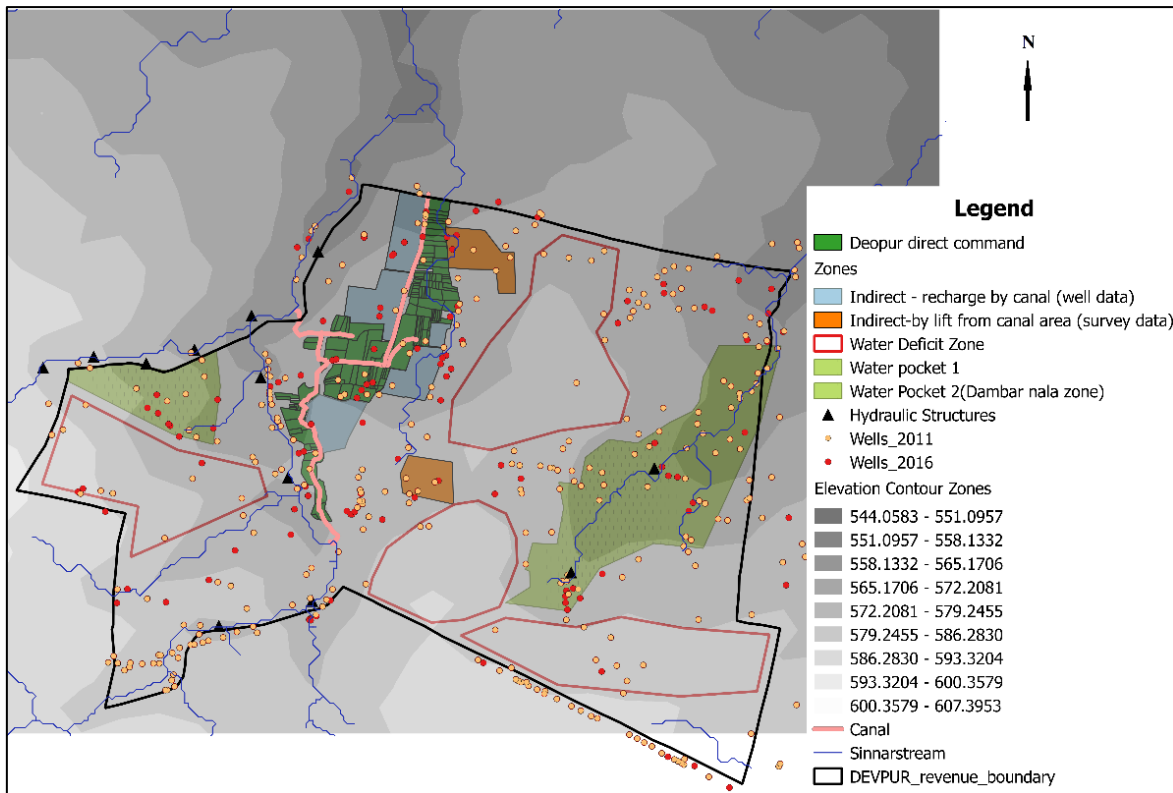 N
Legend
Deopur direct command
Zones
Indirect - recharge by canal (well data)
Indirect-by lift from canal area (survey data)
Water Deficit Zone
Water pocket 1
Water Pocket 2(Dambar nala zone)
Hydraulic Structures
Wells_2011
Wells_2016
Elevation Contour Zones
544.0583 - 551.0957
551.0957 - 558.1332
558.1332 - 565.1706
565.1706 - 572.2081
572.2081 - 579.2455
579.2455 - 586.2830
586.2830 - 593.3204
593.3204 - 600.3579
600.3579 - 607.3953
Canal
Sinnarstream
DEVPUR_revenue_boundary